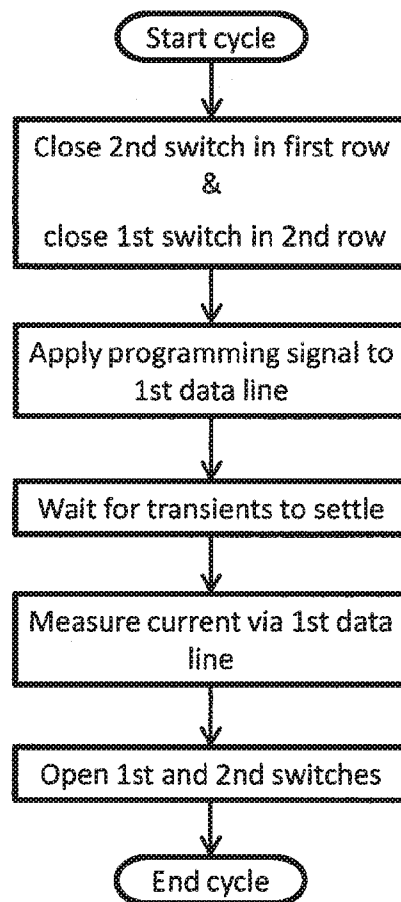 Start cycle
Close 2nd switch in first row
&
close 1st switch in 2nd row
Apply programming signal to
1st data line
Wait for transients to settle
Measure current via 1st data
line
Open 1st and 2nd switches
End cycle